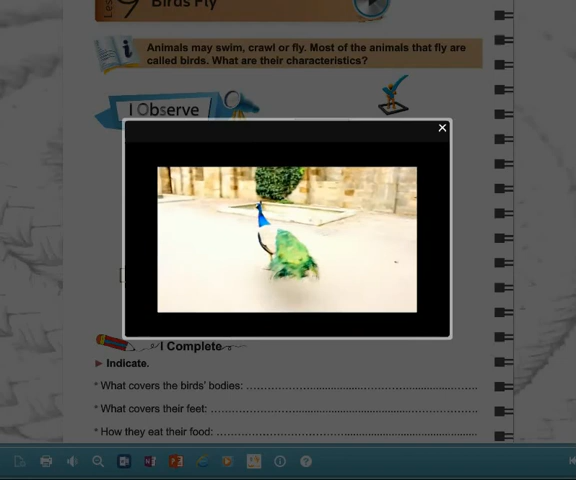 Birds Fly
Animals may swim, crawl or fly. Most of the animals that fly are
called birds. What are their characteristics?
I Observe
I Complete
Indicate.
* What covers the birds' bodies:
* What covers their feet:
* How they eat their food: